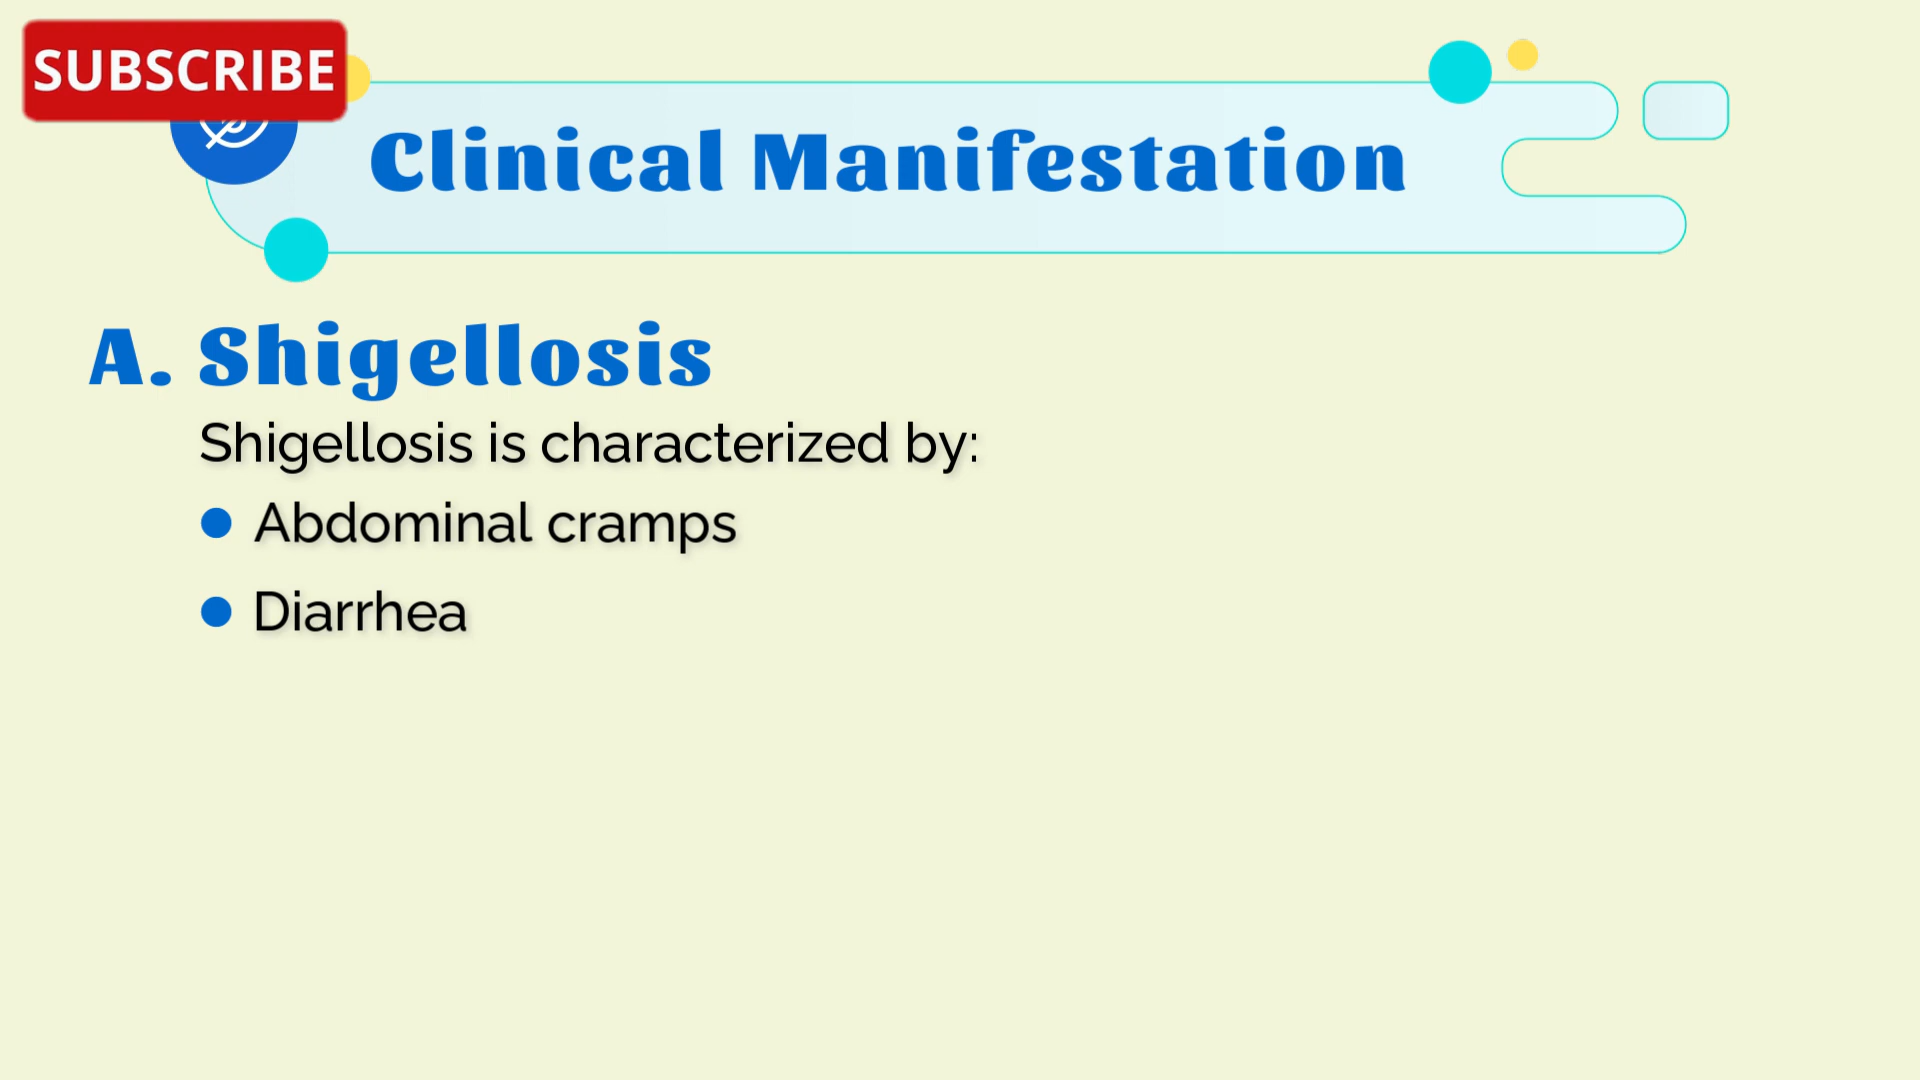 SUBSCRIBE
Clinical Manifestation
A. Shigellosis
Shigellosis is characterized by:
Abdominal cramps
Diarrhea